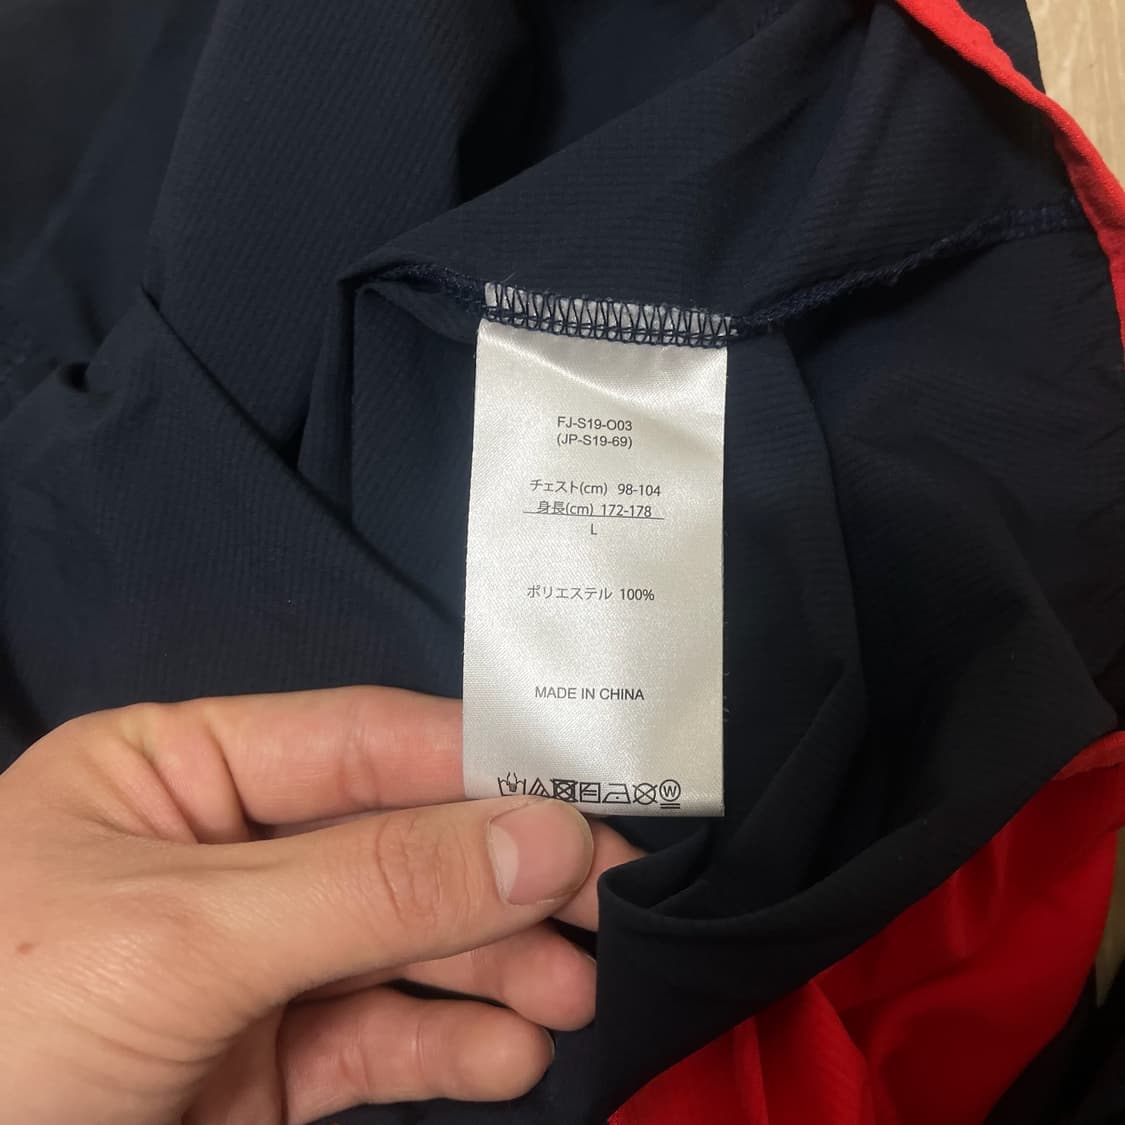 FJ-S19-O03
(JP-S19-69)
チェスト(cm) 98-104
身長(cm) 172-178
L
ポリエステル 100%
MADE IN CHINA
W